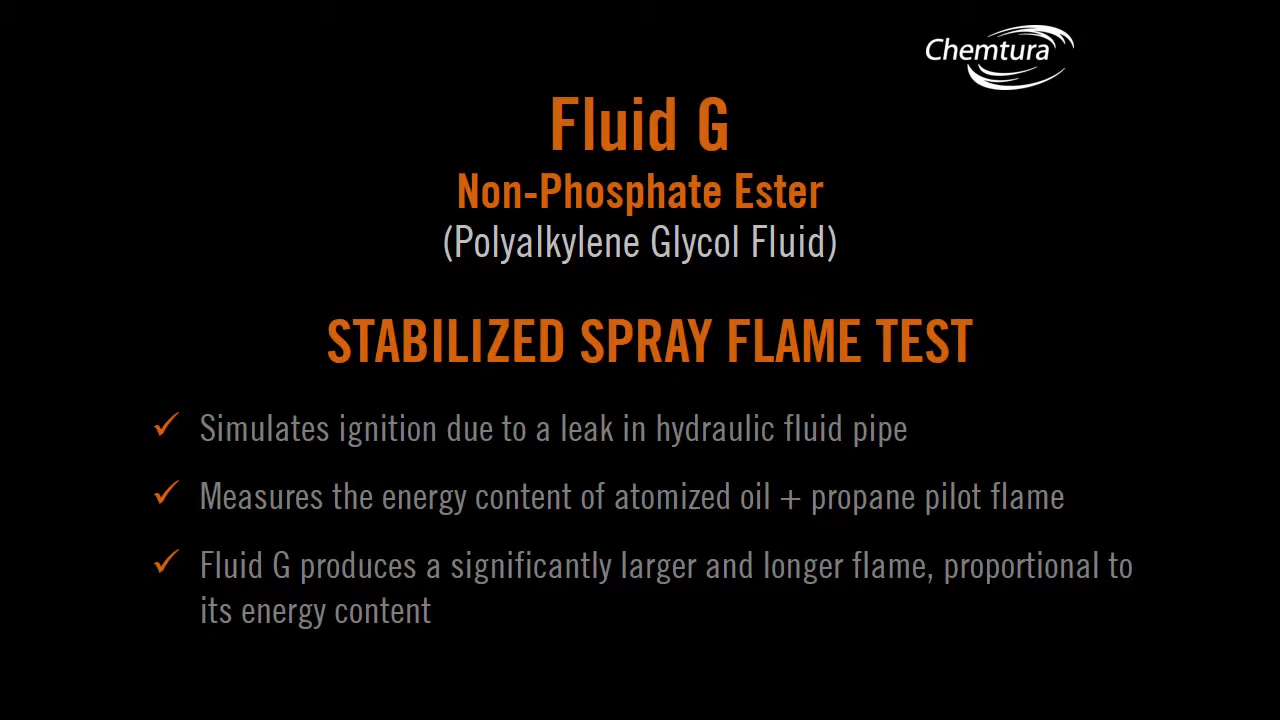 Chemtura
Fluid G
Non-Phosphate Ester
(Polyalkylene Glycol Fluid)
STABILIZED SPRAY FLAME TEST
✓ Simulates ignition due to a leak in hydraulic fluid pipe
✓ Measures the energy content of atomized oil + propane pilot flame
✓ Fluid G produces a significantly larger and longer flame, proportional to
its energy content